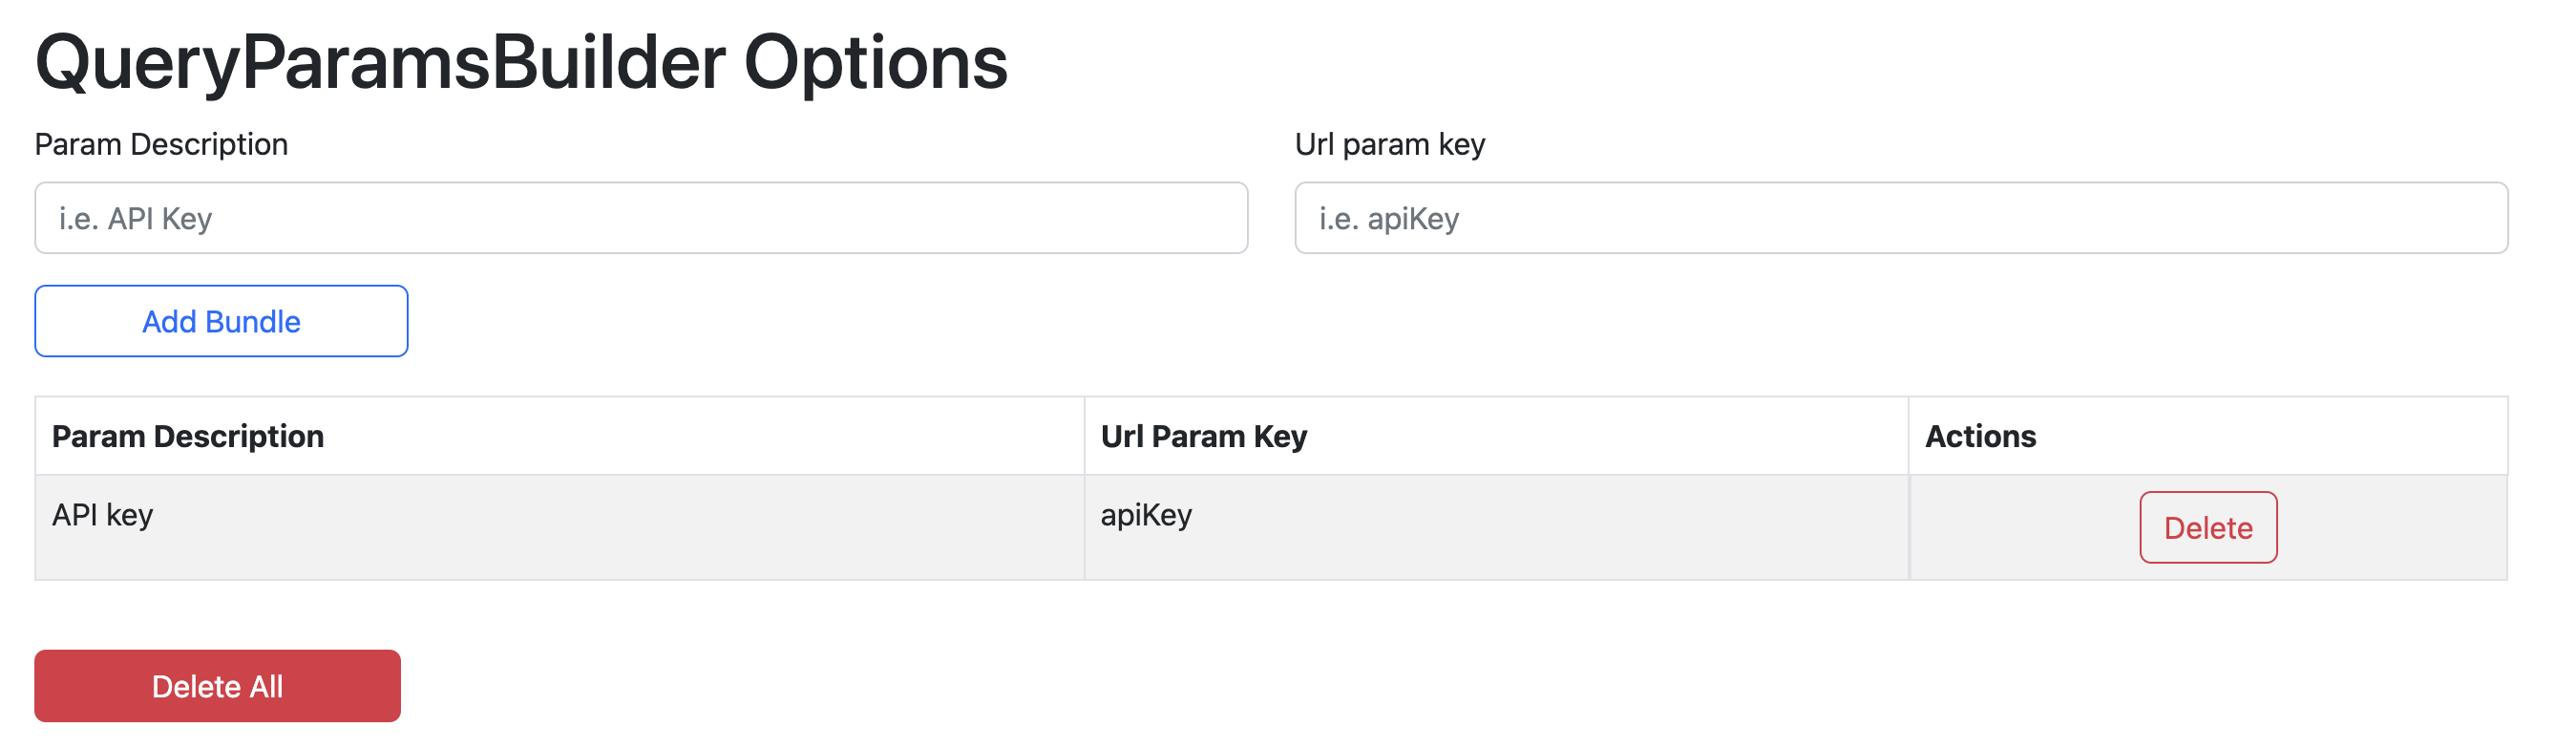 QueryParamsBuilder Options
Param Description
Url param key
i.e. API Key
i.e. apiKey
Add Bundle
Param Description
Url Param Key
Actions
API key
apiKey
Delete
Delete All